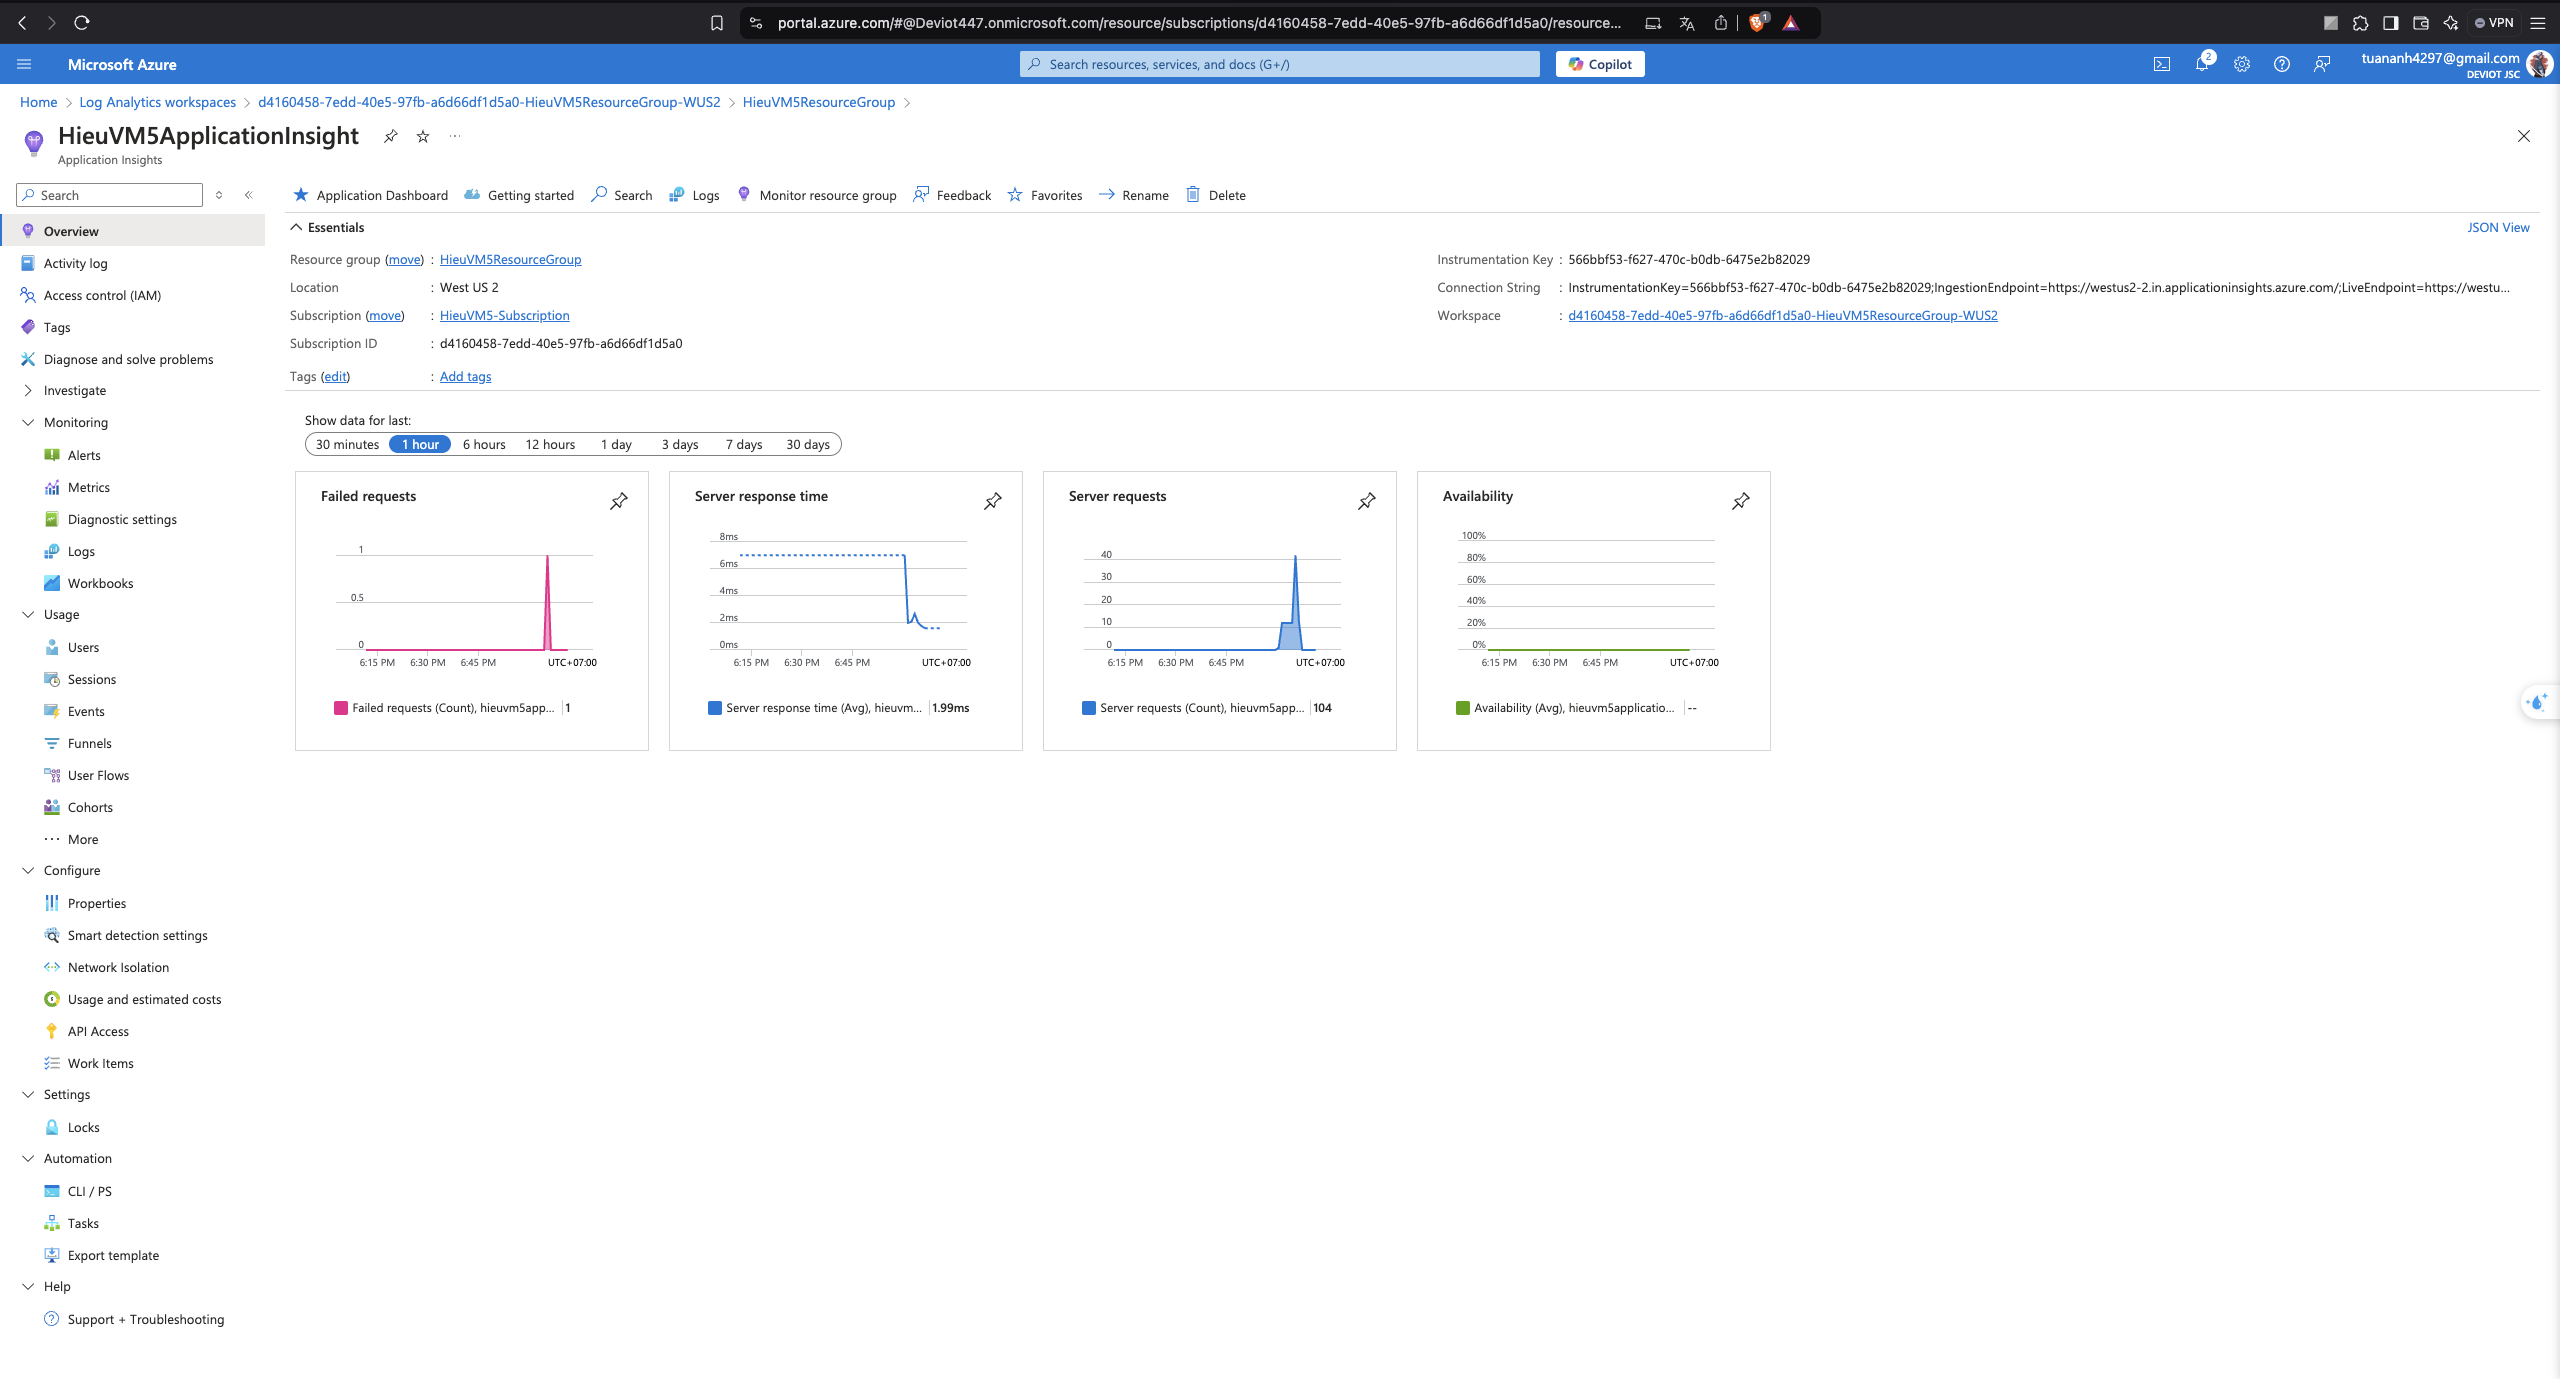 portal.azure.com/#@Deviot447.onmicrosoft.com/resource/subscriptions/d4160458-7edd-40e5-97fb-a6d66df1d5a0/resource...
1
VPN
Microsoft Azure
Search resources, services, and docs (G+/)
Copilot
2
tuananh4297@gmail.com
DEVIOT JSC
Home > Log Analytics workspaces > d4160458-7edd-40e5-97fb-a6d66df1d5a0-HieuVM5ResourceGroup-WUS2 > HieuVM5ResourceGroup >
HieuVM5ApplicationInsight
Application Insights
Search
Application Dashboard
Getting started
Search
Logs
Monitor resource group
Feedback
Favorites
Rename
Delete
Overview
Activity log
Access control (IAM)
Tags
Diagnose and solve problems
Investigate
Monitoring
Alerts
Metrics
Diagnostic settings
Logs
Workbooks
Usage
Users
Sessions
Events
Funnels
User Flows
Cohorts
More
Configure
Properties
Smart detection settings
Network Isolation
Usage and estimated costs
API Access
Work Items
Settings
Locks
Automation
CLI / PS
Tasks
Export template
Help
Support + Troubleshooting
Essentials
JSON View
Resource group (move) : HieuVM5ResourceGroup
Location : West US 2
Subscription (move) : HieuVM5-Subscription
Subscription ID : d4160458-7edd-40e5-97fb-a6d66df1d5a0
Tags (edit) : Add tags
Instrumentation Key : 566bbf53-f627-470c-b0db-6475e2b82029
Connection String : InstrumentationKey=566bbf53-f627-470c-b0db-6475e2b82029;IngestionEndpoint=https://westus2-2.in.applicationinsights.azure.com/;LiveEndpoint=https://westu...
Workspace : d4160458-7edd-40e5-97fb-a6d66df1d5a0-HieuVM5ResourceGroup-WUS2
Show data for last:
30 minutes 1 hour 6 hours 12 hours 1 day 3 days 7 days 30 days
Failed requests
1
0.5
0
6:15 PM 6:30 PM 6:45 PM UTC+07:00
Failed requests (Count), hieuvm5app... 1
Server response time
8ms
6ms
4ms
2ms
0ms
6:15 PM 6:30 PM 6:45 PM UTC+07:00
Server response time (Avg), hieuvm... 1.99ms
Server requests
40
30
20
10
0
6:15 PM 6:30 PM 6:45 PM UTC+07:00
Server requests (Count), hieuvm5app... 104
Availability
100%
80%
60%
40%
20%
0%
6:15 PM 6:30 PM 6:45 PM UTC+07:00
Availability (Avg), hieuvm5applicatio... --